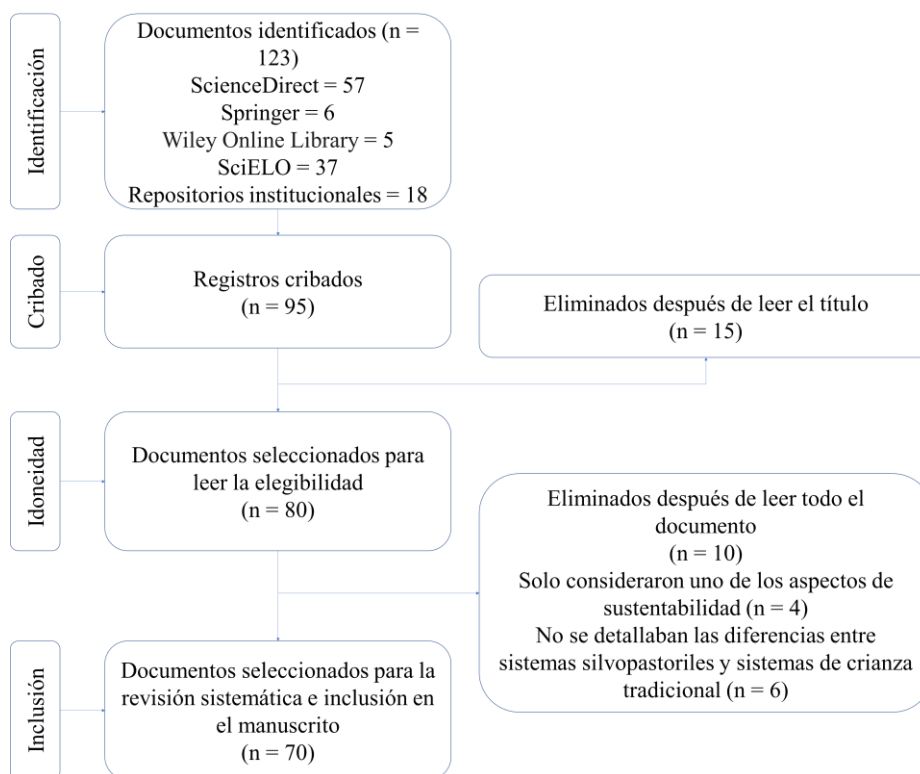 Identificación
Documentos identificados (n =
123)
ScienceDirect = 57
Springer = 6
Wiley Online Library = 5
SciELO = 37
Repositorios institucionales = 18
Cribado
Registros cribados
(n = 95)
Eliminados después de leer el título
(n = 15)
Idoneidad
Documentos seleccionados para
leer la elegibilidad
(n = 80)
Eliminados después de leer todo el
documento
(n = 10)
Solo consideraron uno de los aspectos de
sustentabilidad (n = 4)
No se detallaban las diferencias entre
sistemas silvopastoriles y sistemas de crianza
tradicional (n = 6)
Inclusión
Documentos seleccionados para la
revisión sistemática e inclusión en
el manuscrito
(n = 70)